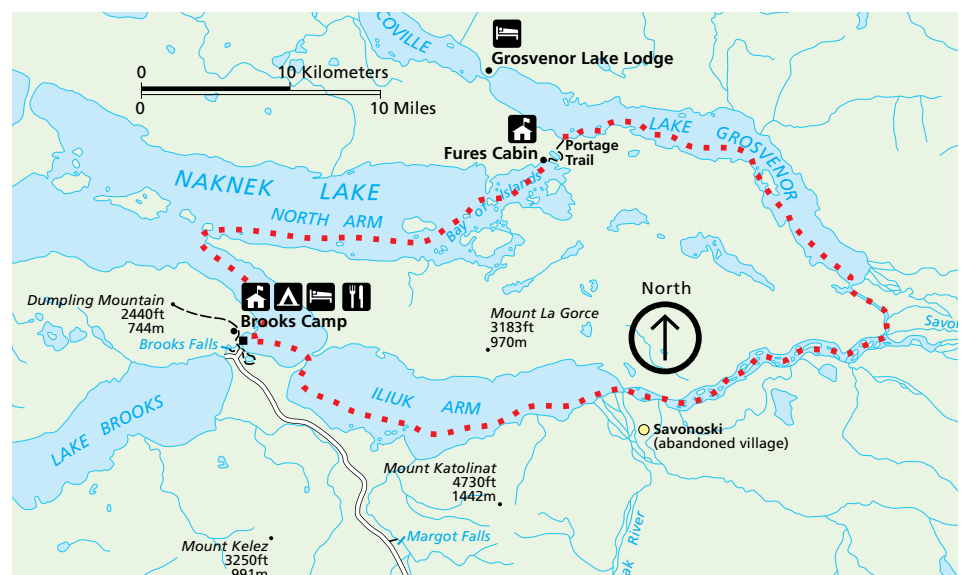 COVILLE
Grosvenor Lake Lodge
0
10 Kilometers
0
10 Miles
LAKE GROSVENOR
Portage
Trail
Fures Cabin
NAKNEK LAKE
NORTH ARM
Bay of Islands
North
Dumpling Mountain
2440ft
744m
Brooks Camp
Brooks Falls
Mount La Gorce
3183ft
970m
Savo
ILIUK ARM
LAKE BROOKS
Savonoski
(abandoned village)
Mount Katolinat
4730ft
1442m
Margot Falls
ak River
Mount Kelez
3250ft
991m